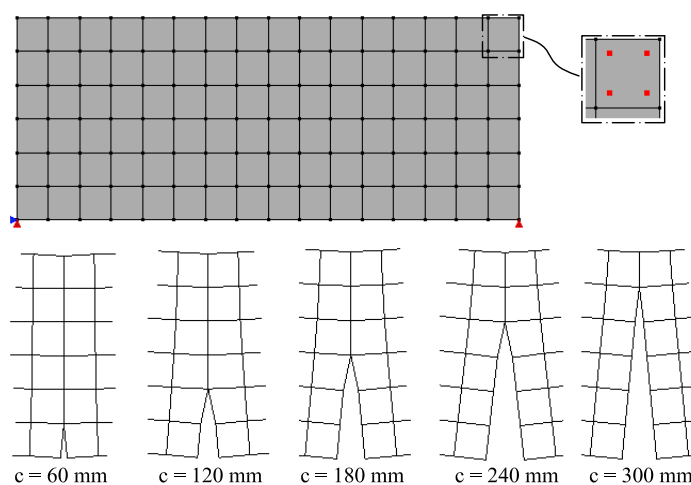 c = 60 mm
c = 120 mm
c = 180 mm
c = 240 mm
c = 300 mm